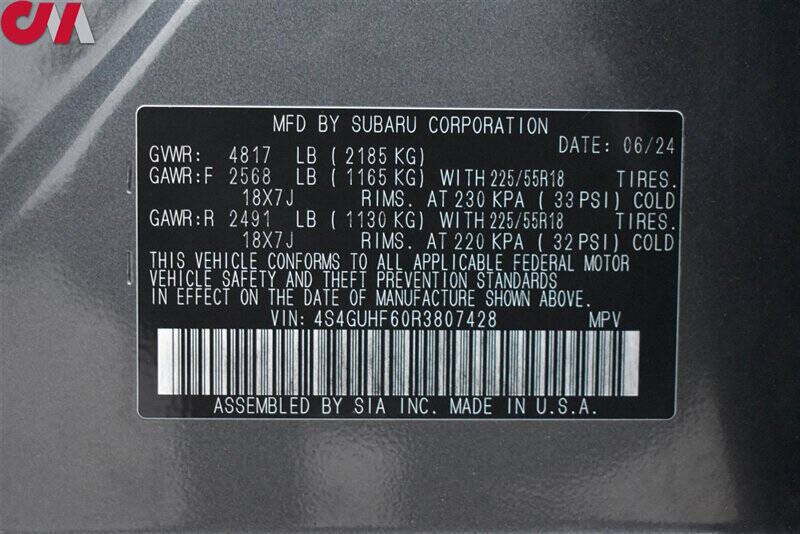 CM
MFD BY SUBARU CORPORATION
DATE: 06/24
GVWR: 4817 LB (2185 KG)
GAWR:F 2568 LB (1165 KG) WITH 225/55R18 TIRES.
18X7J RIMS. AT 230 KPA (33 PSI) COLD
GAWR:R 2491 LB (1130 KG) WITH 225/55R18 TIRES.
18X7J RIMS. AT 220 KPA (32 PSI) COLD
THIS VEHICLE CONFORMS TO ALL APPLICABLE FEDERAL MOTOR
VEHICLE SAFETY AND THEFT PREVENTION STANDARDS
IN EFFECT ON THE DATE OF MANUFACTURE SHOWN ABOVE.
VIN: 4S4GUHF60R3807428 MPV
ASSEMBLED BY SIA INC. MADE IN U.S.A.